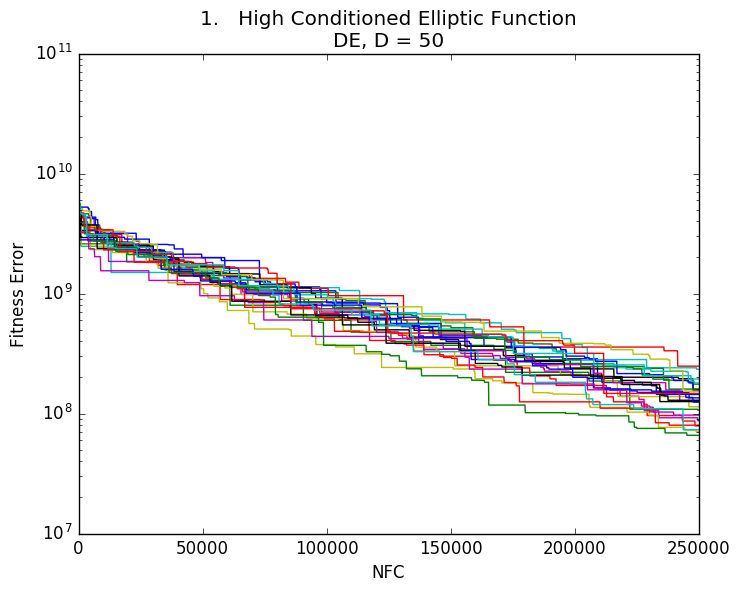 1.   High Conditioned Elliptic Function
DE, D = 50
10^11
10^10
10^9
10^8
10^7
Fitness Error
0 50000 100000 150000 200000 250000
NFC